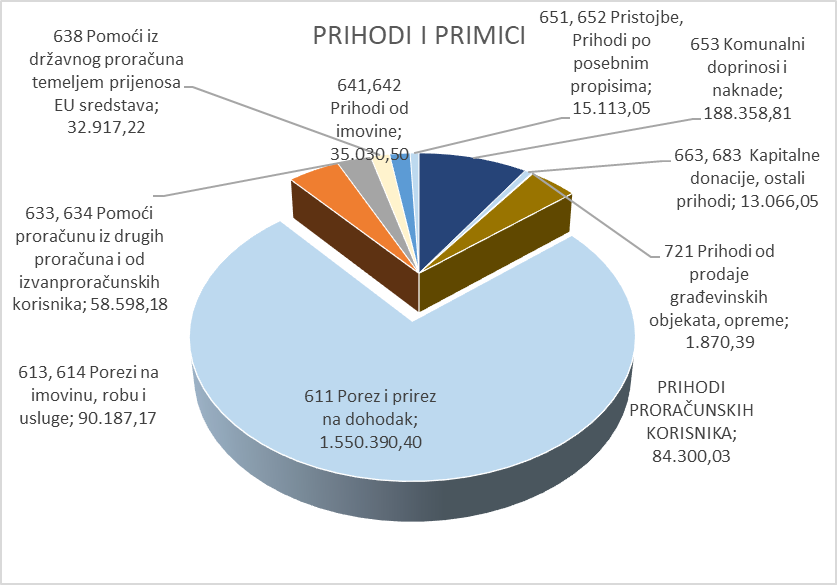 PRIHODI I PRIMICI
638 Pomoći iz
državnog proračuna
temeljem prijenosa
EU sredstava;
32.917,22
641,642
Prihodi od
imovine;
35.030,50
651, 652 Pristojbe,
Prihodi po
posebnim
propisima;
15.113,05
653 Komunalni
doprinosi i
naknade;
188.358,81
663, 683 Kapitalne
donacije, ostali
prihodi; 13.066,05
721 Prihodi od
prodaje
građevinskih
objekata, opreme;
1.870,39
PRIHODI
PRORAČUNSKIH
KORISNIKA;
84.300,03
611 Porez i prirez
na dohodak;
1.550.390,40
613, 614 Porezi na
imovinu, robu i
usluge; 90.187,17
633, 634 Pomoći
proračunu iz drugih
proračuna i od
izvanproračunskih
korisnika; 58.598,18